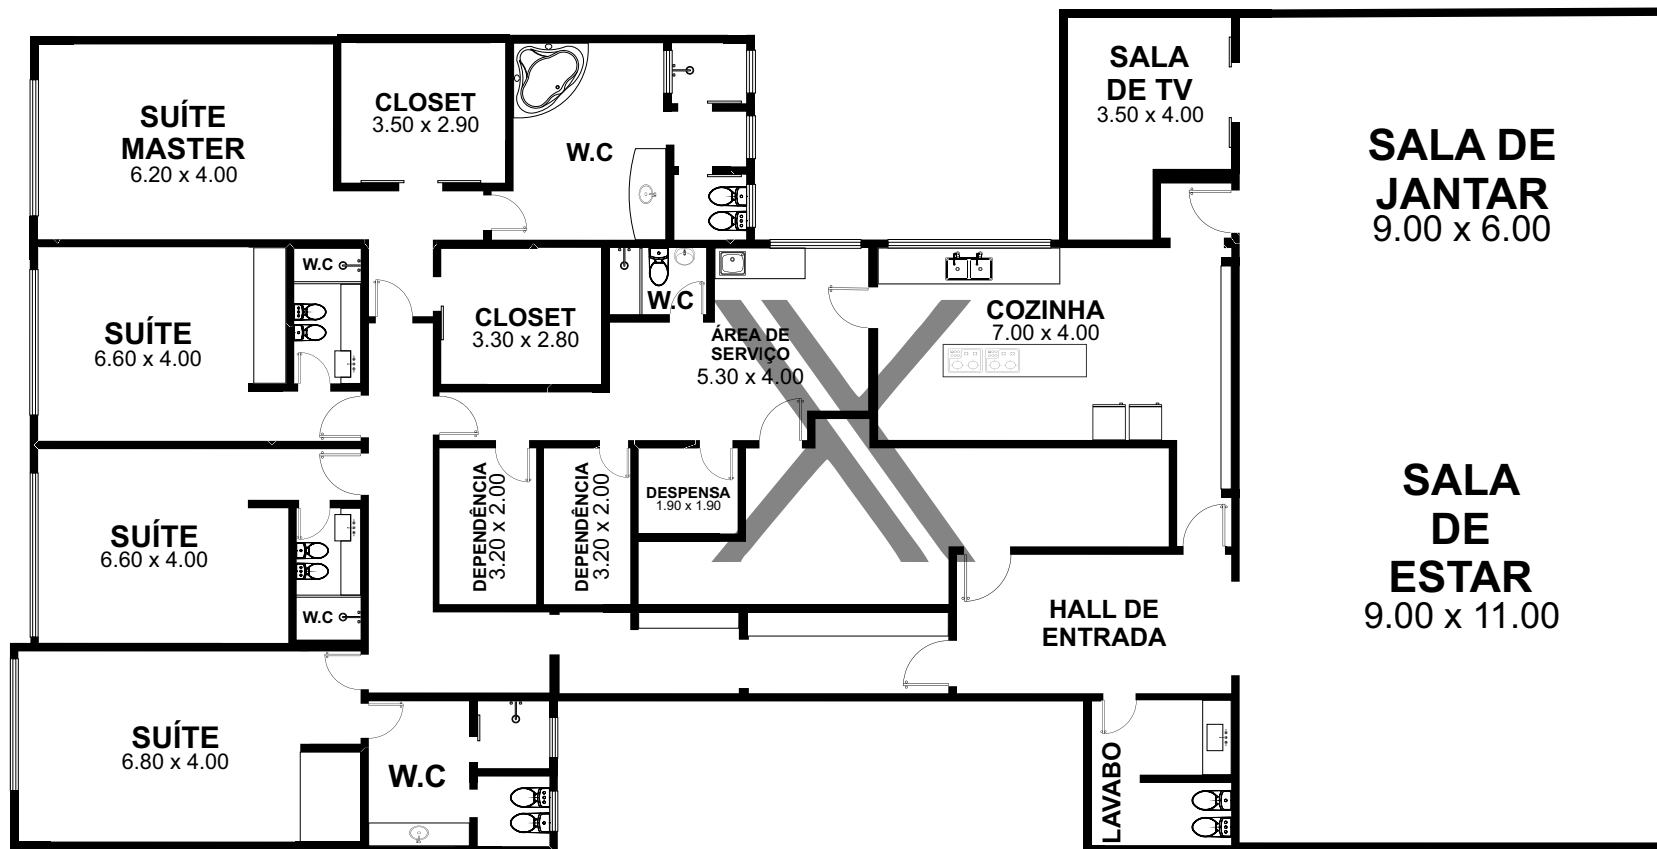 SUÍTE
MASTER
6.20 x 4.00
CLOSET
3.50 x 2.90
W.C
SALA
DE TV
3.50 x 4.00
SALA DE
JANTAR
9.00 x 6.00
SUÍTE
6.60 x 4.00
W.C
CLOSET
3.30 x 2.80
W.C
ÁREA DE
SERVIÇO
5.30 x 4.00
COZINHA
7.00 x 4.00
SUÍTE
6.60 x 4.00
W.C
DEPENDÊNCIA
3.20 x 2.00
DEPENDÊNCIA
3.20 x 2.00
DESPENSA
1.90 x 1.90
SALA
DE
ESTAR
9.00 x 11.00
HALL DE
ENTRADA
SUÍTE
6.80 x 4.00
W.C
LAVABO